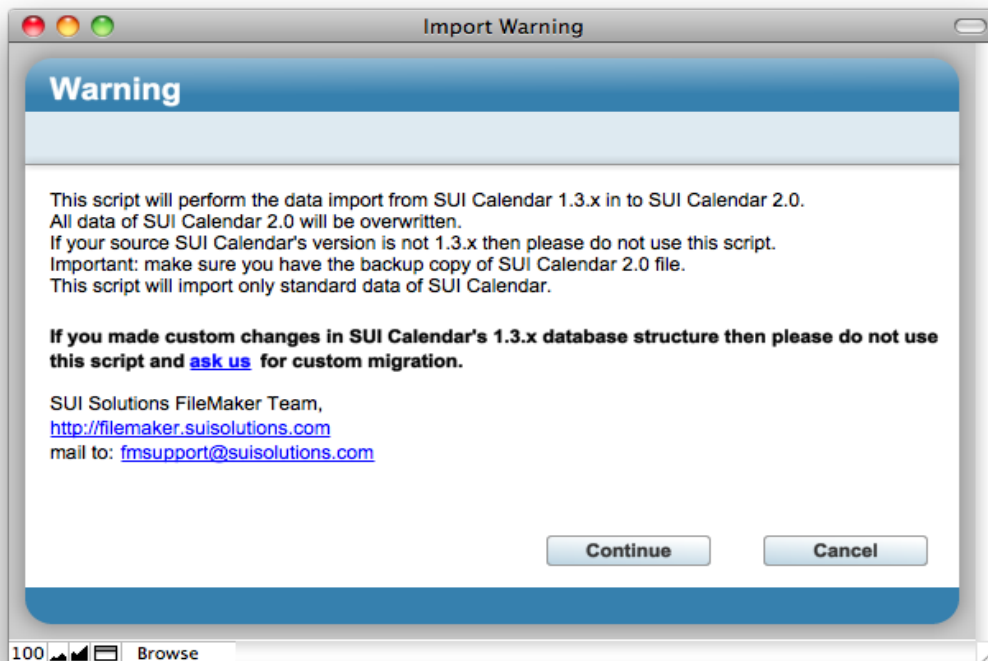 Import Warning
Warning
This script will perform the data import from SUI Calendar 1.3.x in to SUI Calendar 2.0.
All data of SUI Calendar 2.0 will be overwritten.
If your source SUI Calendar's version is not 1.3.x then please do not use this script.
Important: make sure you have the backup copy of SUI Calendar 2.0 file.
This script will import only standard data of SUI Calendar.
If you made custom changes in SUI Calendar's 1.3.x database structure then please do not use
this script and ask us for custom migration.
SUI Solutions FileMaker Team,
http://filemaker.suisolutions.com
mail to: fmsupport@suisolutions.com
Continue Cancel
100 Browse